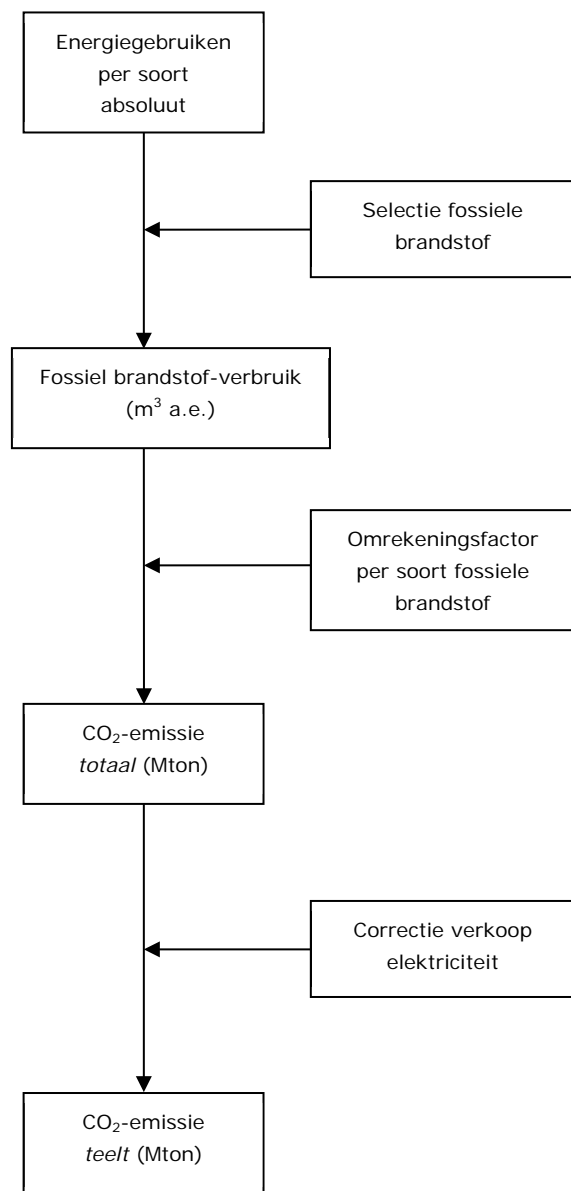 Energiegebruiken
per soort
absoluut
Selectie fossiele
brandstof
Fossiel brandstof-verbruik
(m³ a.e.)
Omrekeningsfactor
per soort fossiele
brandstof
CO₂-emissie
totaal (Mton)
Correctie verkoop
elektriciteit
CO₂-emissie
teelt (Mton)